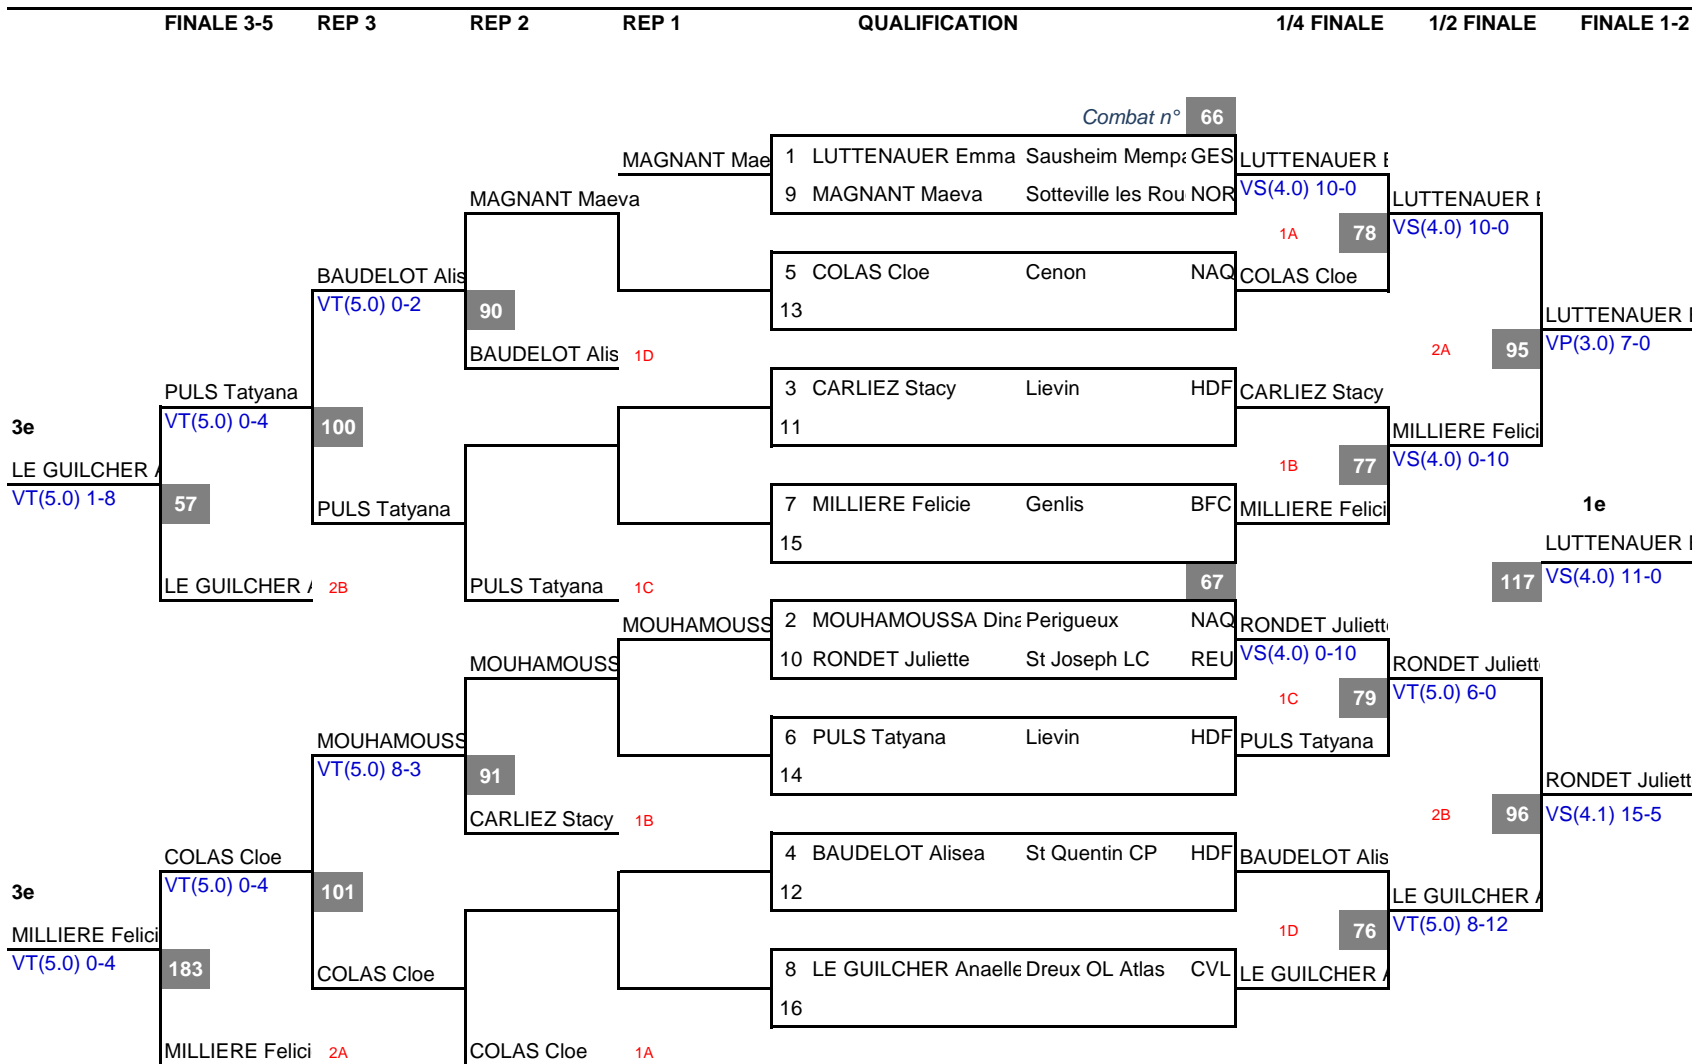 FINALE 3-5 REP 3 REP 2 REP 1 QUALIFICATION 1/4 FINALE 1/2 FINALE FINALE 1-2
Combat n° 66
MAGNANT Mae 1 LUTTENAUER Emma Sausheim Mempa GES LUTTENAUER E
MAGNANT Maeva 9 MAGNANT Maeva Sotteville les Rou NOR VS(4.0) 10-0 LUTTENAUER E
1A 78 VS(4.0) 10-0
BAUDELOT Alis 5 COLAS Cloe Cenon NAQ COLAS Cloe
VT(5.0) 0-2 90 13 LUTTENAUER E
BAUDELOT Alis 1D 2A 95 VP(3.0) 7-0
PULS Tatyana 3 CARLIEZ Stacy Lievin HDF CARLIEZ Stacy
3e VT(5.0) 0-4 100 11 MILLIERE Felici
LE GUILCHER A 1B 77 VS(4.0) 0-10
VT(5.0) 1-8 57 PULS Tatyana 7 MILLIERE Felicie Genlis BFC MILLIERE Felici 1e
15 LUTTENAUER E
LE GUILCHER A 2B PULS Tatyana 1C 67 117 VS(4.0) 11-0
MOUHAMOUSS 2 MOUHAMOUSSA Dina Perigueux NAQ RONDET Juliette
MOUHAMOUSS 10 RONDET Juliette St Joseph LC REU VS(4.0) 0-10 RONDET Juliett
1C 79 VT(5.0) 6-0
MOUHAMOUSS 6 PULS Tatyana Lievin HDF PULS Tatyana
VT(5.0) 8-3 91 14 RONDET Juliett
CARLIEZ Stacy 1B 2B 96 VS(4.1) 15-5
COLAS Cloe 4 BAUDELOT Alisea St Quentin CP HDF BAUDELOT Alis
3e VT(5.0) 0-4 101 12 LE GUILCHER A
MILLIERE Felici 1D 76 VT(5.0) 8-12
VT(5.0) 0-4 183 COLAS Cloe 8 LE GUILCHER Anaelle Dreux OL Atlas CVL LE GUILCHER A
16
MILLIERE Felici 2A COLAS Cloe 1A